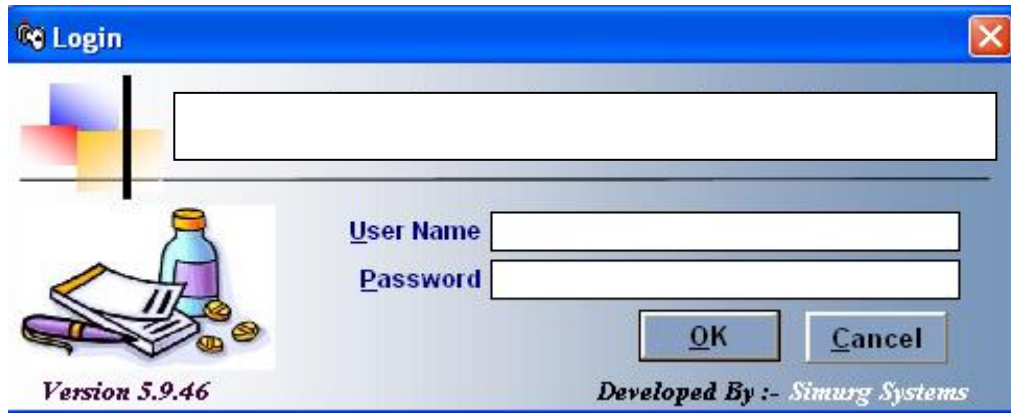 Login
User Name
Password
OK Cancel
Version 5.9.46 Developed By :- Simurg Systems